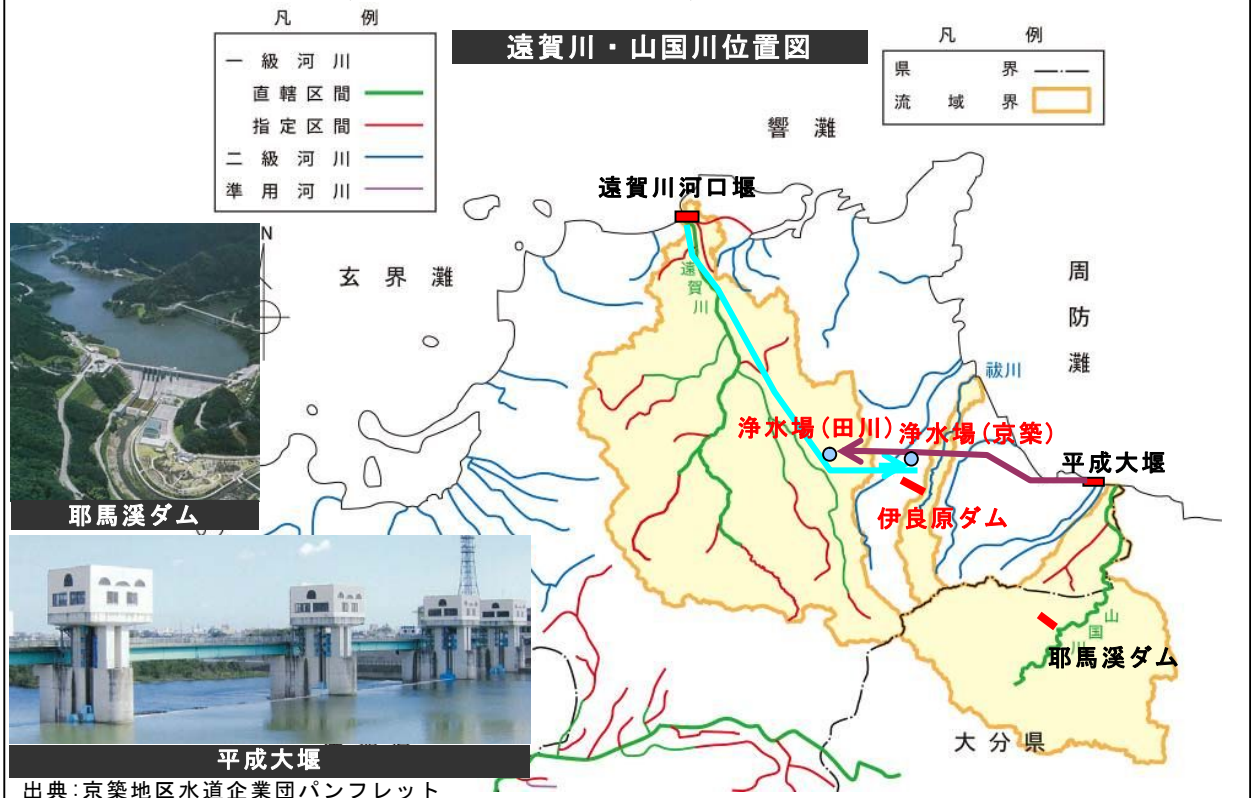 凡 例
一級河川
直轄区間
指定区間
二級河川
準用河川
遠賀川・山国川位置図
凡 例
県 界
流 域 界
響灘
遠賀川河口堰
N
玄界灘
遠賀川
周防灘
祓川
浄水場(田川)
浄水場(京築)
平成大堰
伊良原ダム
耶馬溪ダム
山国川
耶馬溪ダム
大分県
平成大堰
出典:京築地区水道企業団パンフレット